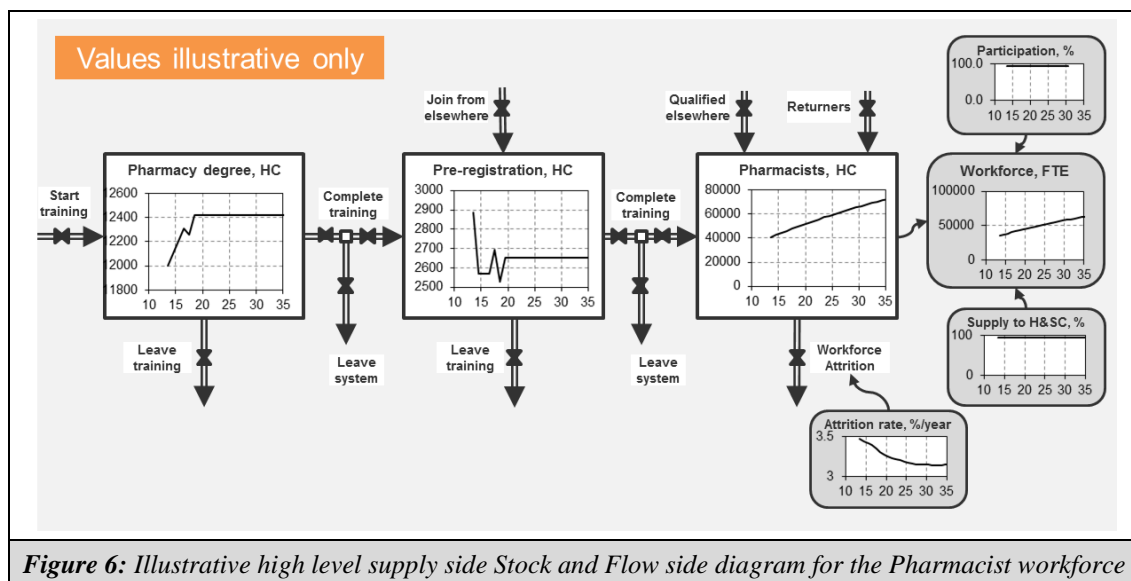 Values illustrative only
Participation, %
100.0
0.0
10 15 20 25 30 35
Join from
elsewhere
Qualified
elsewhere
Returners
Start
training
Pharmacy degree, HC
12600
12400
12200
12000
11800
10 15 20 25 30 35
Complete
training
Pre-registration, HC
3000
2900
2800
2700
2600
2500
10 15 20 25 30 35
Complete
training
Pharmacists, HC
80000
60000
40000
20000
0
10 15 20 25 30 35
Workforce, FTE
100000
50000
0
10 15 20 25 30 35
Supply to H&SC, %
100
0
10 15 20 25 30 35
Leave
training
Leave
system
Leave
training
Leave
system
Workforce
Attrition
Attrition rate, %/year
3.5
3
10 15 20 25 30 35
Figure 6: Illustrative high level supply side Stock and Flow side diagram for the Pharmacist workforce